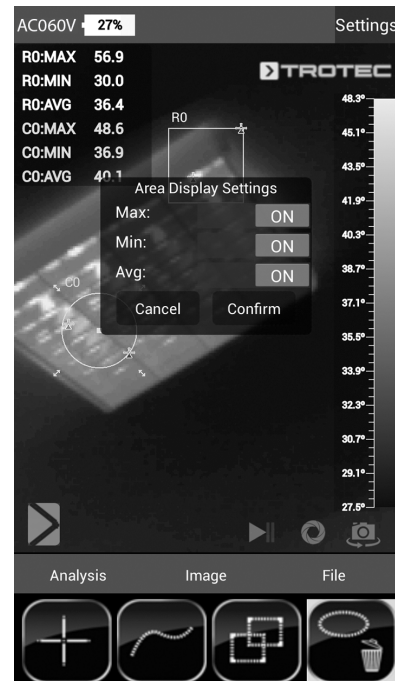 AC060V 27% Settings
R0:MAX 56.9
R0:MIN 30.0
R0:AVG 36.4
C0:MAX 48.6
C0:MIN 36.9
C0:AVG 40.1
TROTEC
R0
48.3°
45.1°
43.5°
41.9°
40.3°
38.7°
37.1°
35.5°
33.9°
32.3°
30.7°
29.1°
27.5°
Area Display Settings
Max: ON
Min: ON
Avg: ON
Cancel Confirm
C0
Analysis Image File